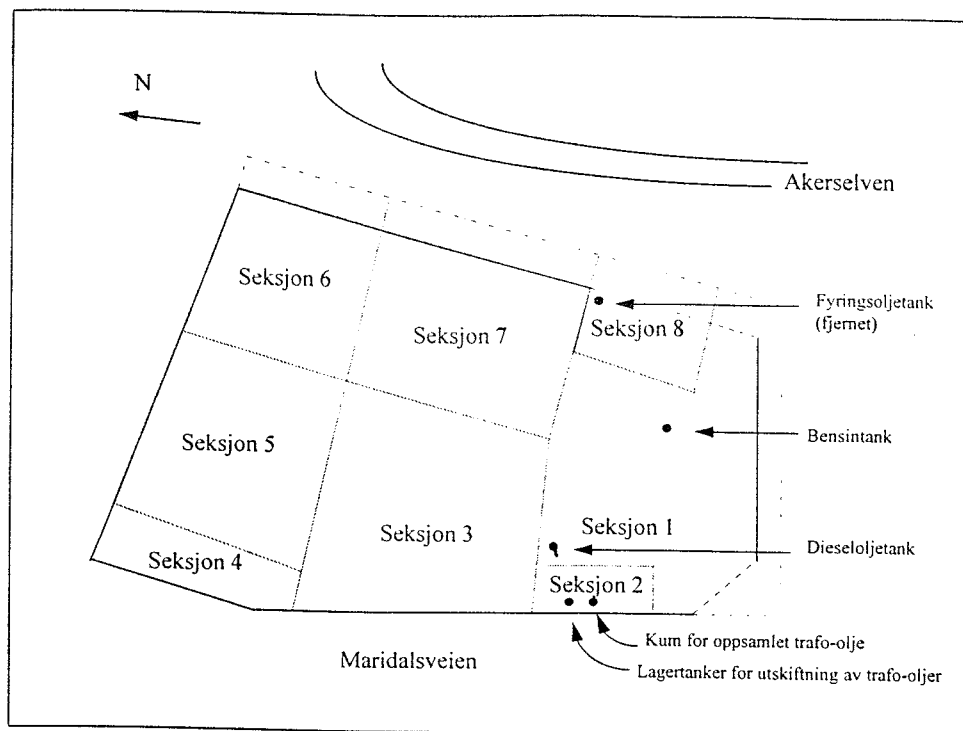 N
Akerselven
Seksjon 6
Seksjon 7
Seksjon 8
Fyringsoljetank
(fjernet)
Seksjon 5
Bensintank
Seksjon 3
Seksjon 1
Seksjon 4
Dieseloljetank
Seksjon 2
Kum for oppsamlet trafo-olje
Maridalsveien
Lagertanker for utskiftning av trafo-oljer